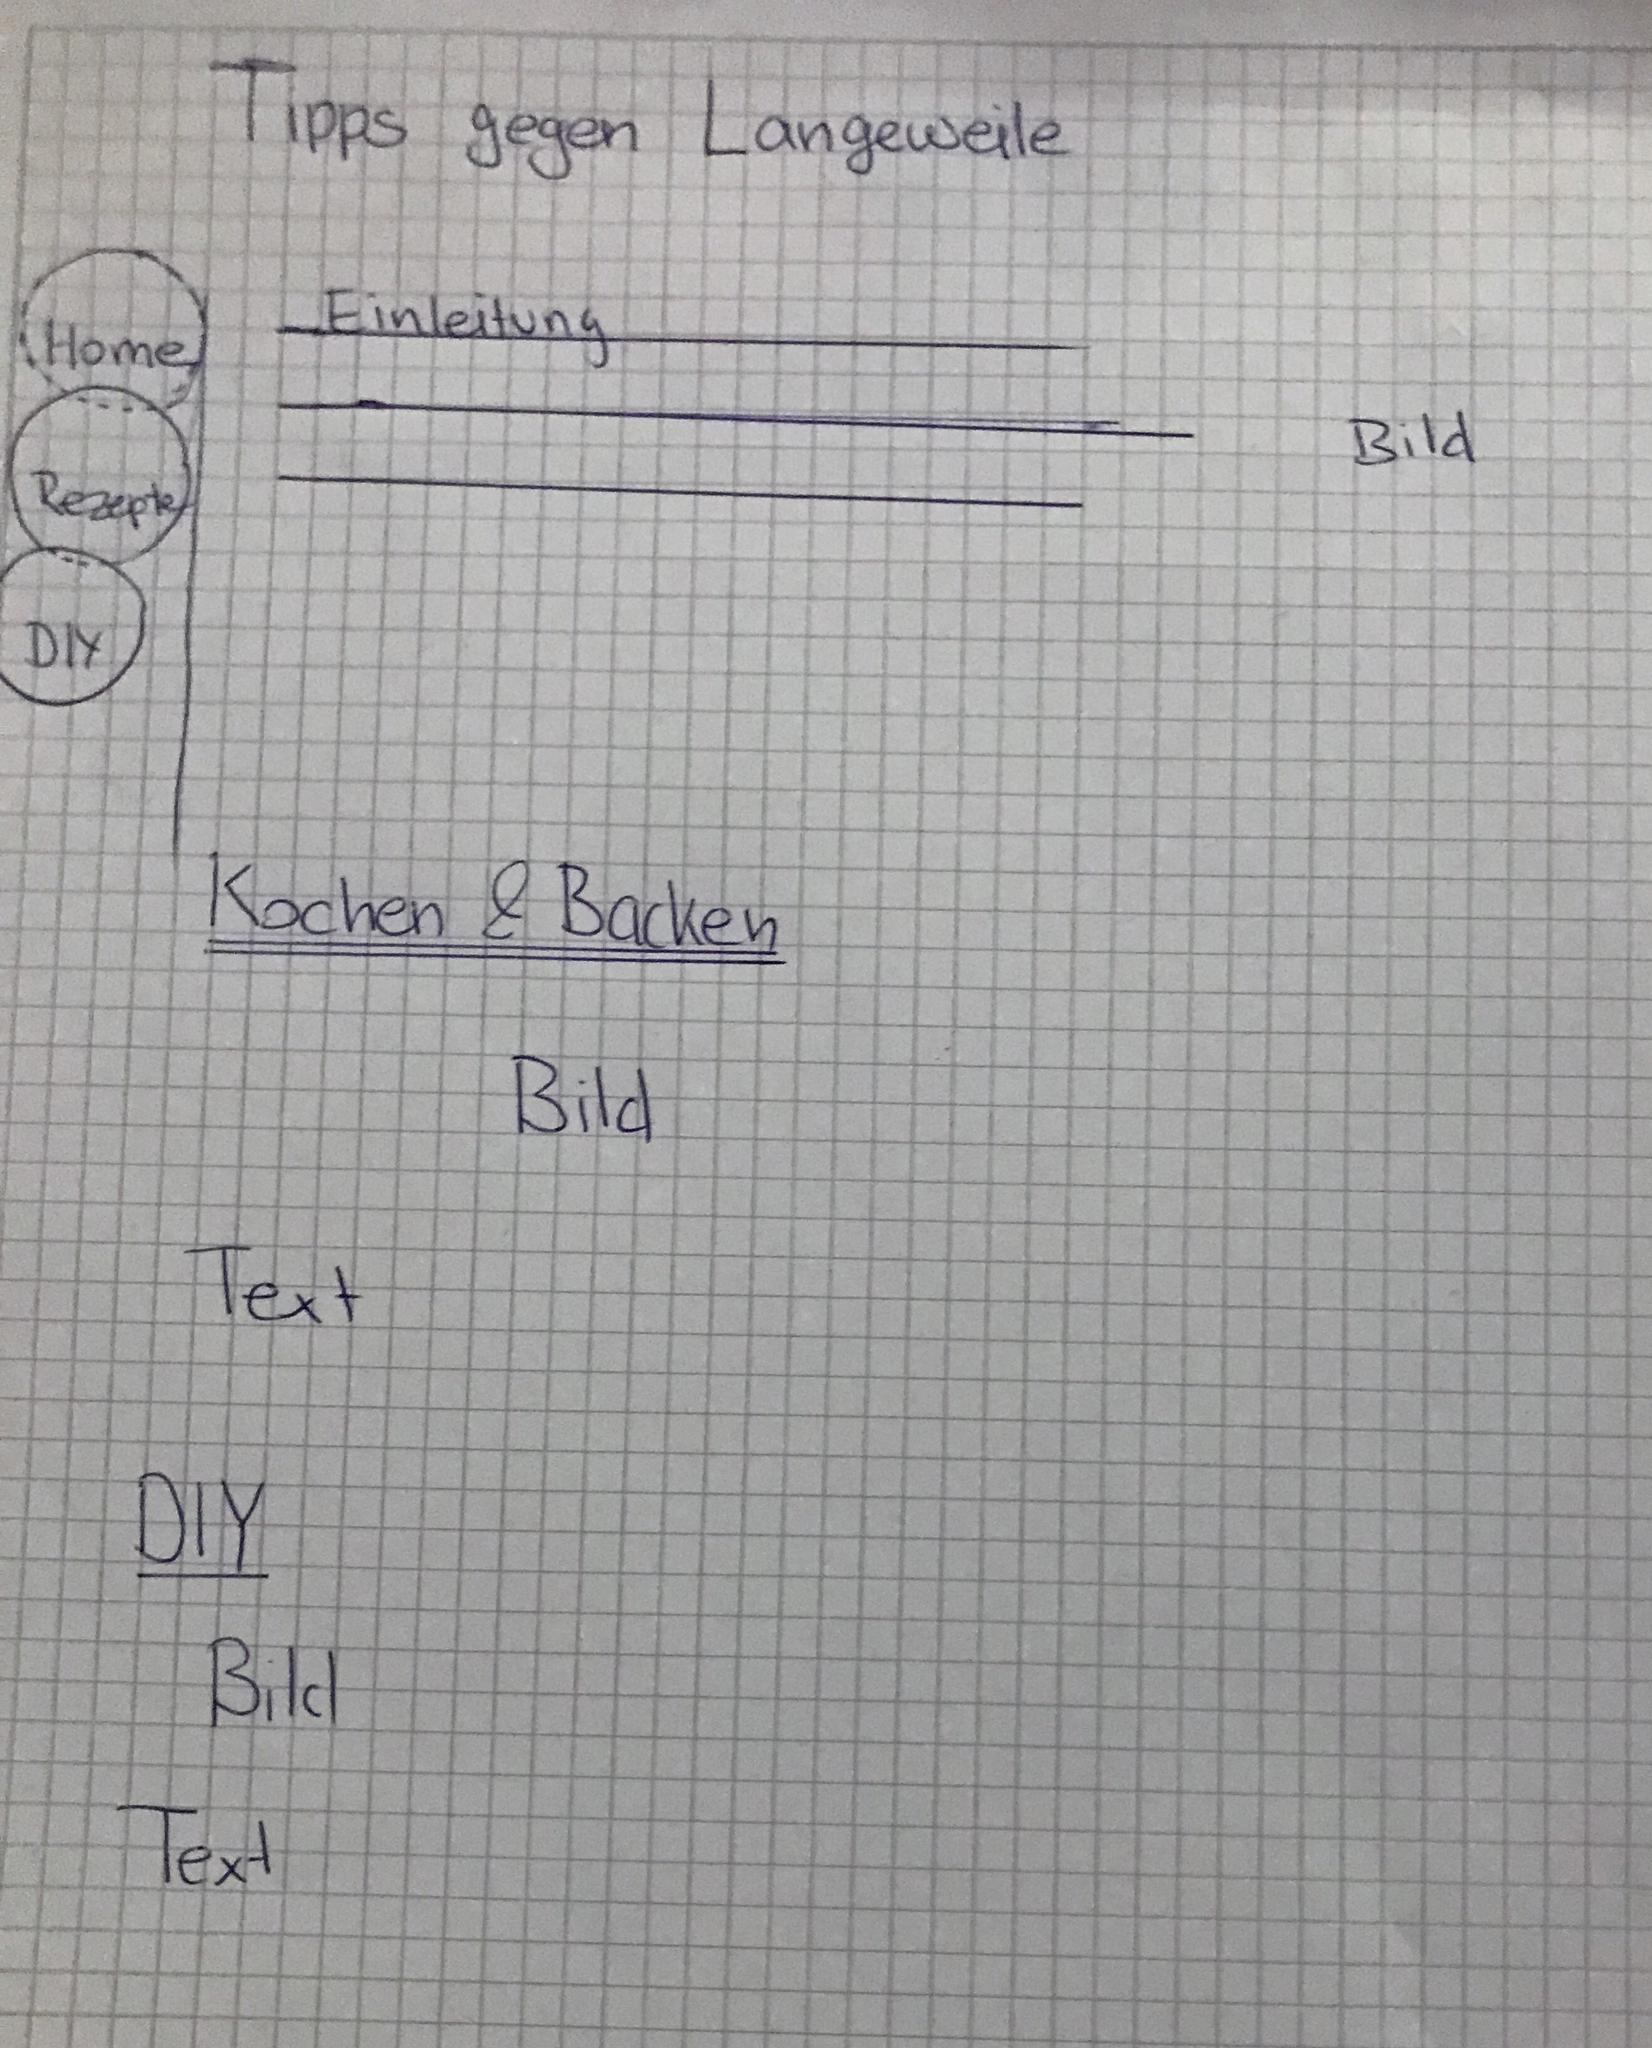 Tipps gegen Langeweile
Home
Rezepte
DIY
Einleitung
Bild
Kochen & Backen
Bild
Text
DIY
Bild
Text